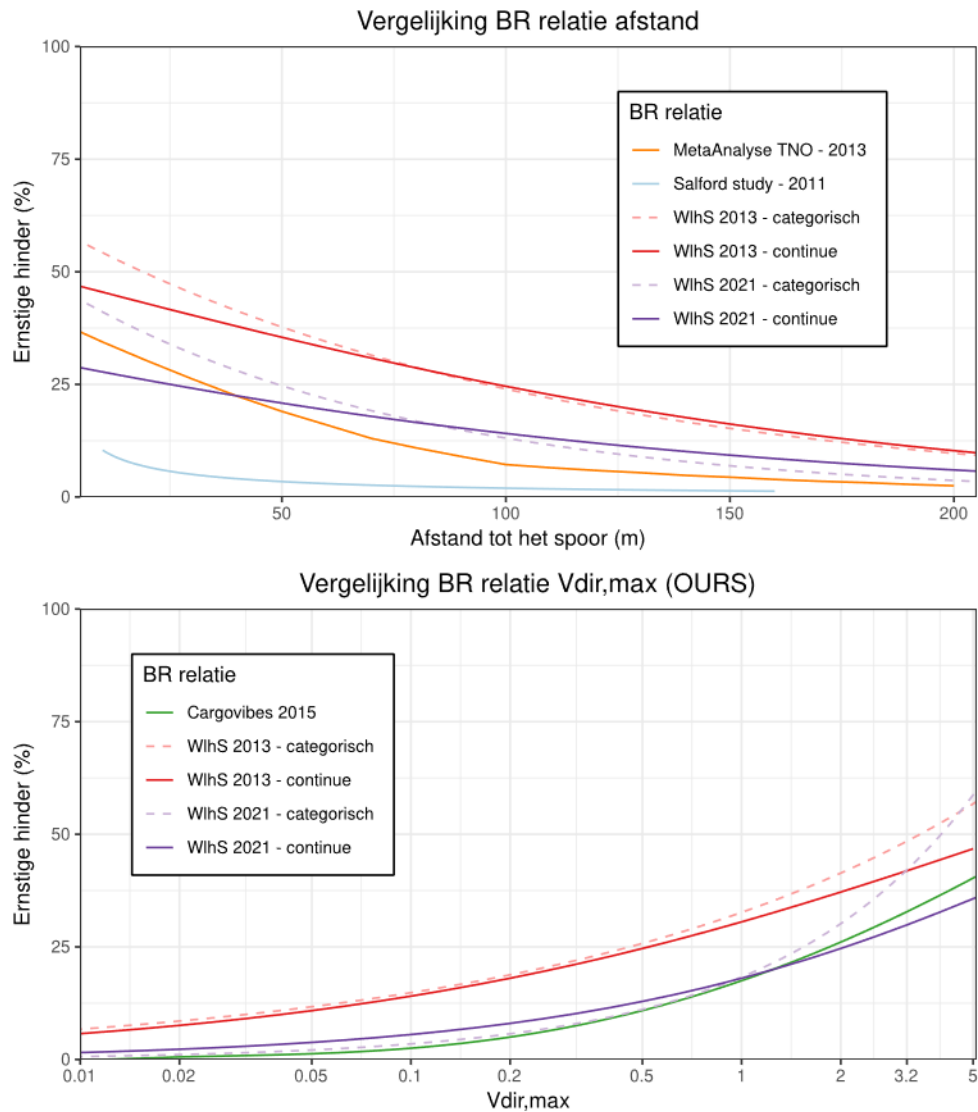 Vergelijking BR relatie afstand
Ernstige hinder (%)
100
75
50
25
0
BR relatie
MetaAnalyse TNO - 2013
Salford study - 2011
WlhS 2013 - categorisch
WlhS 2013 - continue
WlhS 2021 - categorisch
WlhS 2021 - continue
50 100 150 200
Afstand tot het spoor (m)
Vergelijking BR relatie Vdir,max (OURS)
Ernstige hinder (%)
100
75
50
25
0
BR relatie
Cargovibes 2015
WlhS 2013 - categorisch
WlhS 2013 - continue
WlhS 2021 - categorisch
WlhS 2021 - continue
0.01 0.02 0.05 0.1 0.2 0.5 1 2 3.2 5
Vdir,max